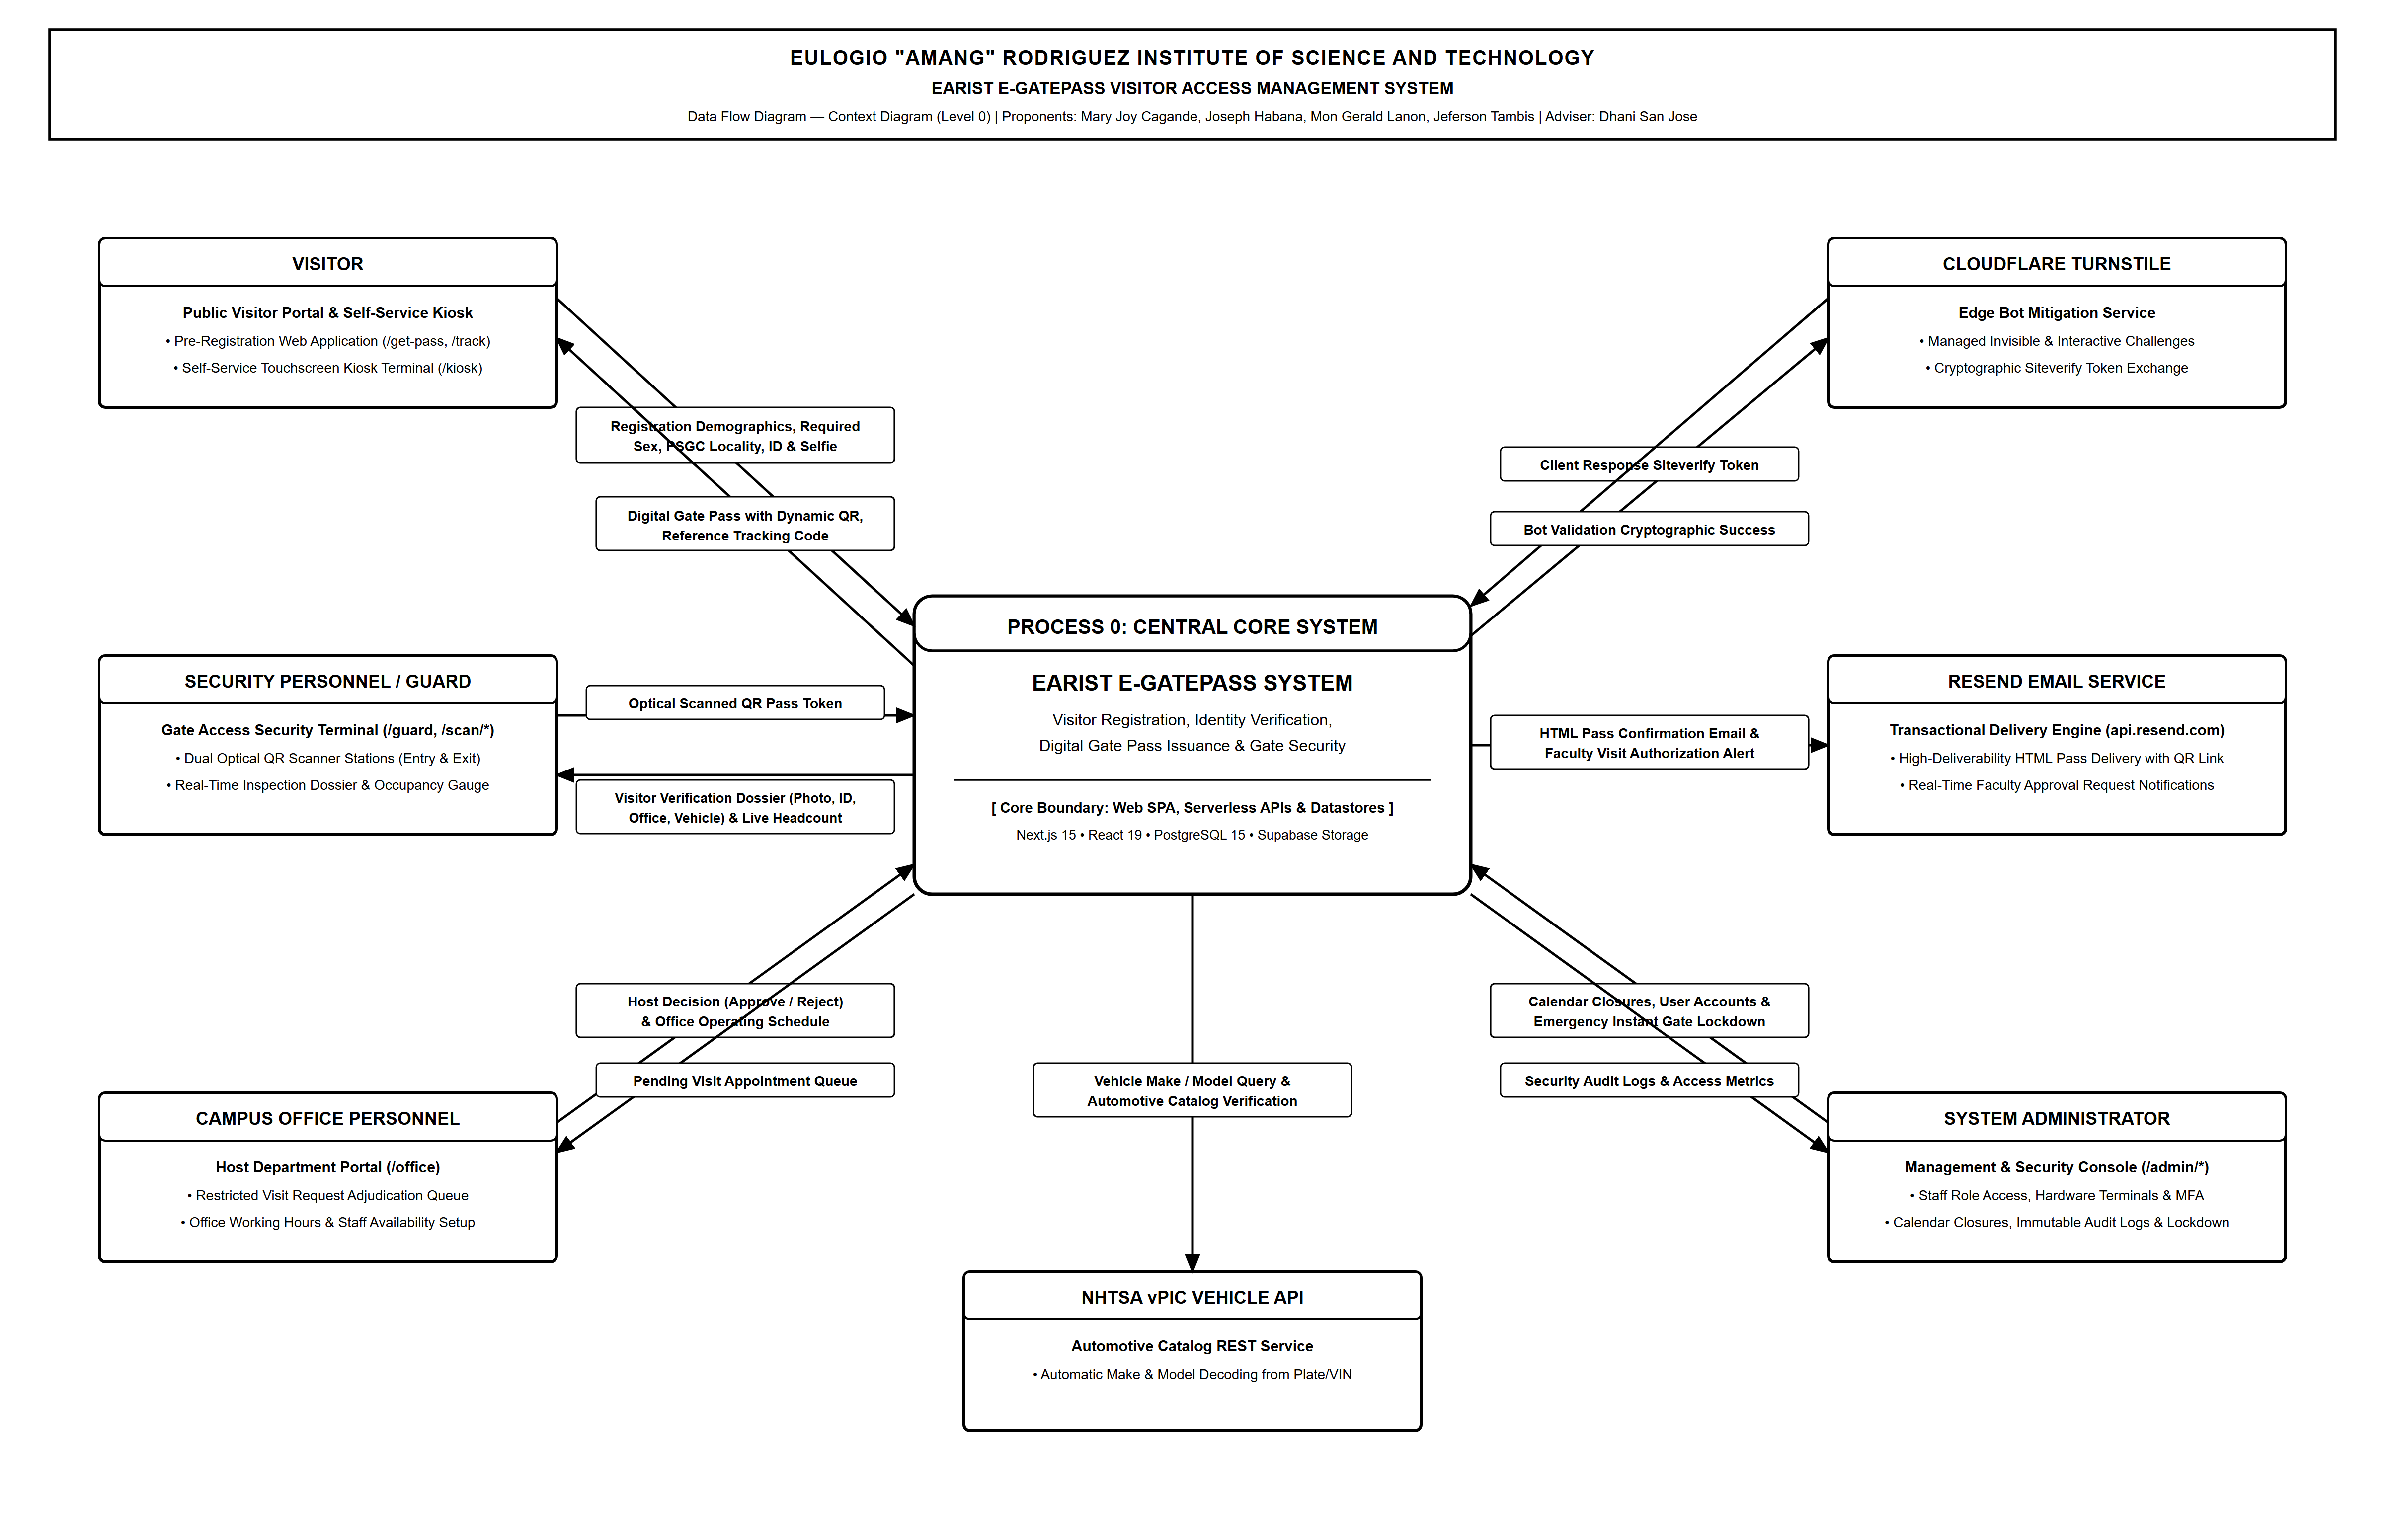 EULOGIO "AMANG" RODRIGUEZ INSTITUTE OF SCIENCE AND TECHNOLOGY
EARIST E-GATEPASS VISITOR ACCESS MANAGEMENT SYSTEM
Data Flow Diagram — Context Diagram (Level 0) | Proponents: Mary Joy Cagande, Joseph Habana, Mon Gerald Lanon, Jeferson Tambis | Adviser: Dhani San Jose
VISITOR
Public Visitor Portal & Self-Service Kiosk
• Pre-Registration Web Application (/get-pass, /track)
• Self-Service Touchscreen Kiosk Terminal (/kiosk)
CLOUDFLARE TURNSTILE
Edge Bot Mitigation Service
• Managed Invisible & Interactive Challenges
• Cryptographic Siteverify Token Exchange
Registration Demographics, Required
Sex, PSGC Locality, ID & Selfie
Digital Gate Pass with Dynamic QR,
Reference Tracking Code
Client Response Siteverify Token
Bot Validation Cryptographic Success
SECURITY PERSONNEL / GUARD
Gate Access Security Terminal (/guard, /scan/*)
• Dual Optical QR Scanner Stations (Entry & Exit)
• Real-Time Inspection Dossier & Occupancy Gauge
Optical Scanned QR Pass Token
Visitor Verification Dossier (Photo, ID,
Office, Vehicle) & Live Headcount
PROCESS 0: CENTRAL CORE SYSTEM
EARIST E-GATEPASS SYSTEM
Visitor Registration, Identity Verification,
Digital Gate Pass Issuance & Gate Security
[ Core Boundary: Web SPA, Serverless APIs & Datastores ]
Next.js 15 • React 19 • PostgreSQL 15 • Supabase Storage
HTML Pass Confirmation Email &
Faculty Visit Authorization Alert
RESEND EMAIL SERVICE
Transactional Delivery Engine (api.resend.com)
• High-Deliverability HTML Pass Delivery with QR Link
• Real-Time Faculty Approval Request Notifications
Host Decision (Approve / Reject)
& Office Operating Schedule
Pending Visit Appointment Queue
Vehicle Make / Model Query &
Automotive Catalog Verification
Calendar Closures, User Accounts &
Emergency Instant Gate Lockdown
Security Audit Logs & Access Metrics
CAMPUS OFFICE PERSONNEL
Host Department Portal (/office)
• Restricted Visit Request Adjudication Queue
• Office Working Hours & Staff Availability Setup
SYSTEM ADMINISTRATOR
Management & Security Console (/admin/*)
• Staff Role Access, Hardware Terminals & MFA
• Calendar Closures, Immutable Audit Logs & Lockdown
NHTSA vPIC VEHICLE API
Automotive Catalog REST Service
• Automatic Make & Model Decoding from Plate/VIN